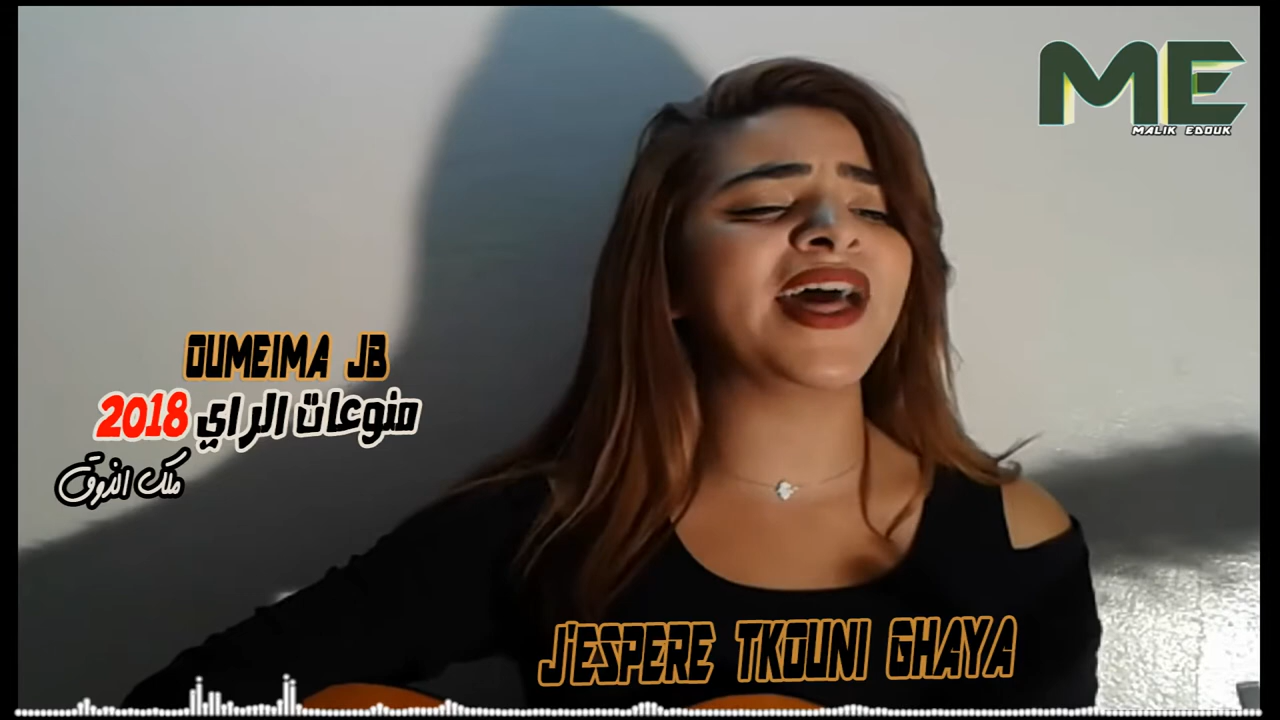 ME
MALIK EDOUK
OUMEIMA JB
منوعات الراي 2018
ملك الذوق
J'ESPERE TKOUNI GHAYA